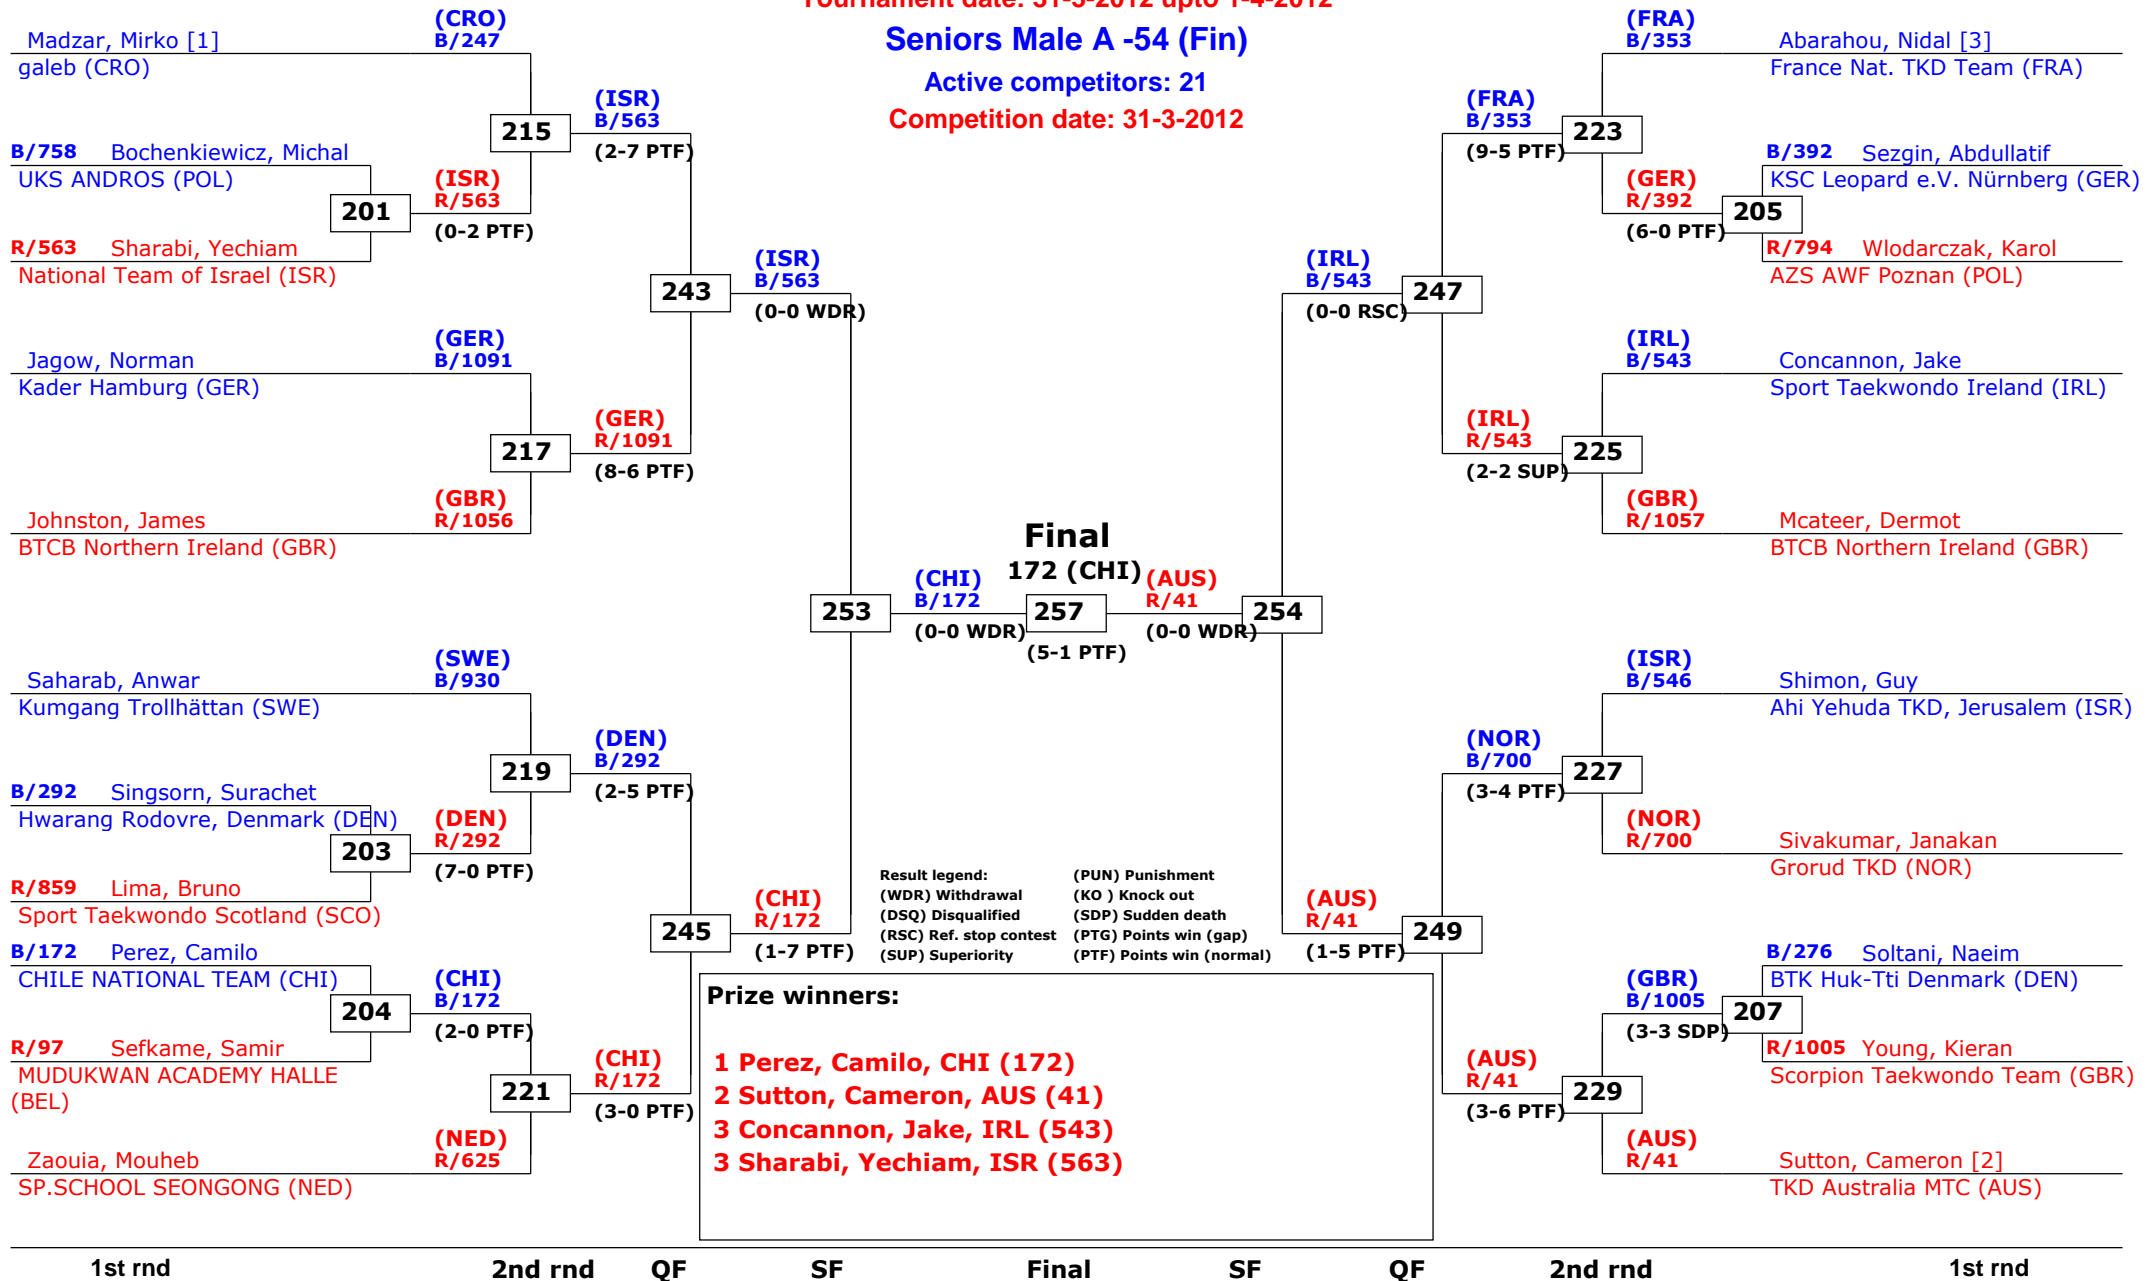 Tournament date: 31-3-2012 upto 1-4-2012
Seniors Male A -54 (Fin)
Active competitors: 21
Competition date: 31-3-2012
Madzar, Mirko [1]
galeb (CRO)
(CRO)
B/247
B/758 Bochenkiewicz, Michal
UKS ANDROS (POL)
201
R/563 Sharabi, Yechiam
National Team of Israel (ISR)
(ISR)
R/563
(0-2 PTF)
215
(ISR)
B/563
(2-7 PTF)
Jagow, Norman
Kader Hamburg (GER)
(GER)
B/1091
217
Johnston, James
BTCB Northern Ireland (GBR)
(GBR)
R/1056
(GER)
R/1091
(8-6 PTF)
243
(ISR)
B/563
(0-0 WDR)
Saharab, Anwar
Kumgang Trollhättan (SWE)
(SWE)
B/930
B/292 Singsorn, Surachet
Hwarang Rodovre, Denmark (DEN)
203
R/859 Lima, Bruno
Sport Taekwondo Scotland (SCO)
(DEN)
R/292
(7-0 PTF)
219
(DEN)
B/292
(2-5 PTF)
B/172 Perez, Camilo
CHILE NATIONAL TEAM (CHI)
204
R/97 Sefkame, Samir
MUDUKWAN ACADEMY HALLE
(BEL)
(CHI)
B/172
(2-0 PTF)
221
Zaouia, Mouheb
SP.SCHOOL SEONGONG (NED)
(NED)
R/625
(CHI)
R/172
(3-0 PTF)
245
(CHI)
R/172
(1-7 PTF)
253
(CHI)
B/172
(0-0 WDR)
Final
172 (CHI)
257
(5-1 PTF)
(AUS)
R/41
(0-0 WDR)
254
(IRL)
B/543
(0-0 RSC)
247
(FRA)
B/353
(9-5 PTF)
223
(FRA)
B/353
Abarahou, Nidal [3]
France Nat. TKD Team (FRA)
(GER)
R/392
(6-0 PTF)
205
B/392 Sezgin, Abdullatif
KSC Leopard e.V. Nürnberg (GER)
R/794 Wlodarczak, Karol
AZS AWF Poznan (POL)
(IRL)
R/543
(2-2 SUP)
225
(IRL)
B/543
Concannon, Jake
Sport Taekwondo Ireland (IRL)
(GBR)
R/1057
Mcateer, Dermot
BTCB Northern Ireland (GBR)
(AUS)
R/41
(1-5 PTF)
249
(NOR)
B/700
(3-4 PTF)
227
(ISR)
B/546
Shimon, Guy
Ahi Yehuda TKD, Jerusalem (ISR)
(NOR)
R/700
Sivakumar, Janakan
Grorud TKD (NOR)
(AUS)
R/41
(3-6 PTF)
229
(GBR)
B/1005
(3-3 SDP)
207
B/276 Soltani, Naeim
BTK Huk-Tti Denmark (DEN)
R/1005 Young, Kieran
Scorpion Taekwondo Team (GBR)
(AUS)
R/41
Sutton, Cameron [2]
TKD Australia MTC (AUS)
Result legend: (PUN) Punishment
(WDR) Withdrawal (KO ) Knock out
(DSQ) Disqualified (SDP) Sudden death
(RSC) Ref. stop contest (PTG) Points win (gap)
(SUP) Superiority (PTF) Points win (normal)
Prize winners:
1 Perez, Camilo, CHI (172)
2 Sutton, Cameron, AUS (41)
3 Concannon, Jake, IRL (543)
3 Sharabi, Yechiam, ISR (563)
1st rnd 2nd rnd QF SF Final SF QF 2nd rnd 1st rnd